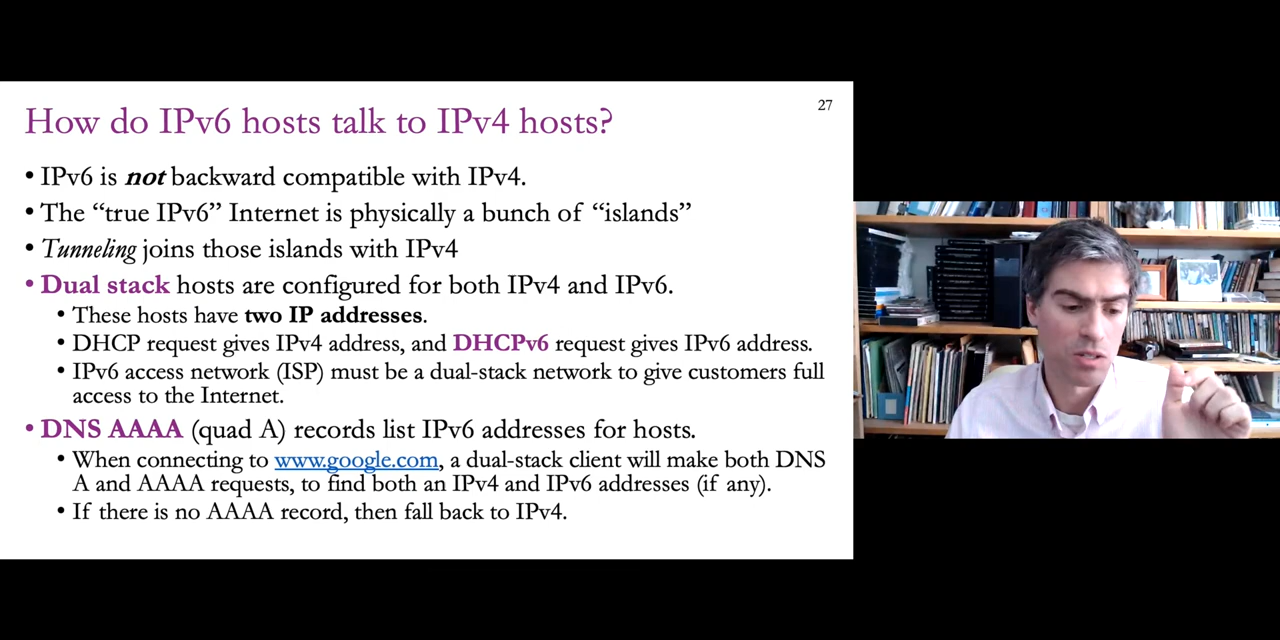 27
How do IPv6 hosts talk to IPv4 hosts?
• IPv6 is not backward compatible with IPv4.
• The “true IPv6” Internet is physically a bunch of “islands”
• Tunneling joins those islands with IPv4
• Dual stack hosts are configured for both IPv4 and IPv6.
• These hosts have two IP addresses.
• DHCP request gives IPv4 address, and DHCPv6 request gives IPv6 address.
• IPv6 access network (ISP) must be a dual-stack network to give customers full
access to the Internet.
• DNS AAAA (quad A) records list IPv6 addresses for hosts.
• When connecting to www.google.com, a dual-stack client will make both DNS
A and AAAA requests, to find both an IPv4 and IPv6 addresses (if any).
• If there is no AAAA record, then fall back to IPv4.